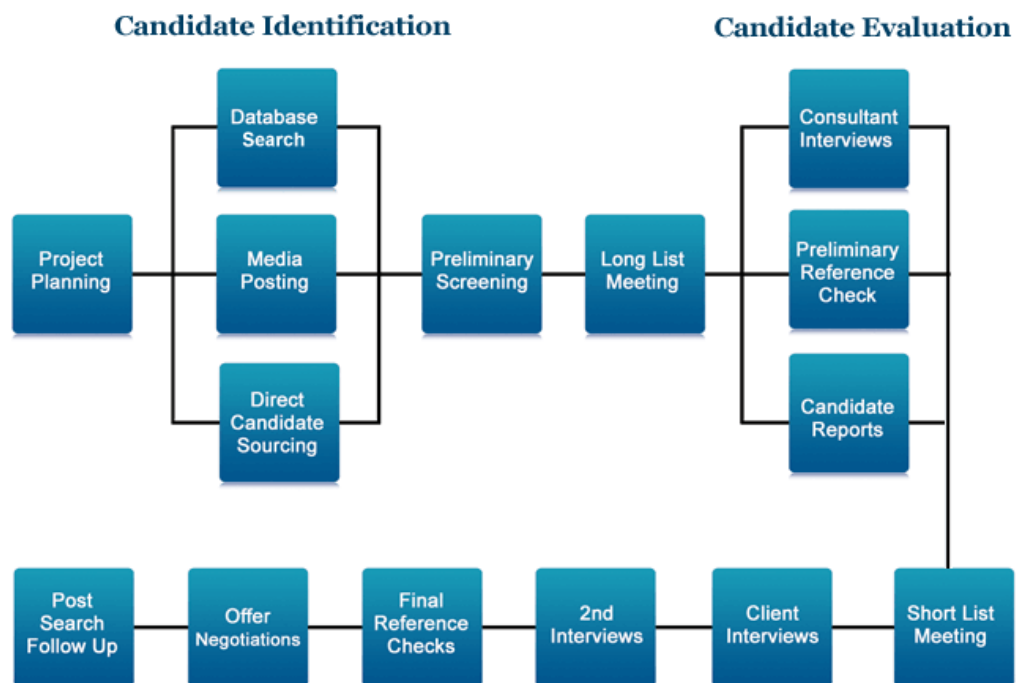 Candidate Identification
Candidate Evaluation
Database
Search
Consultant
Interviews
Project
Planning
Media
Posting
Preliminary
Screening
Long List
Meeting
Preliminary
Reference
Check
Direct
Candidate
Sourcing
Candidate
Reports
Post
Search
Follow Up
Offer
Negotiations
Final
Reference
Checks
2nd
Interviews
Client
Interviews
Short List
Meeting